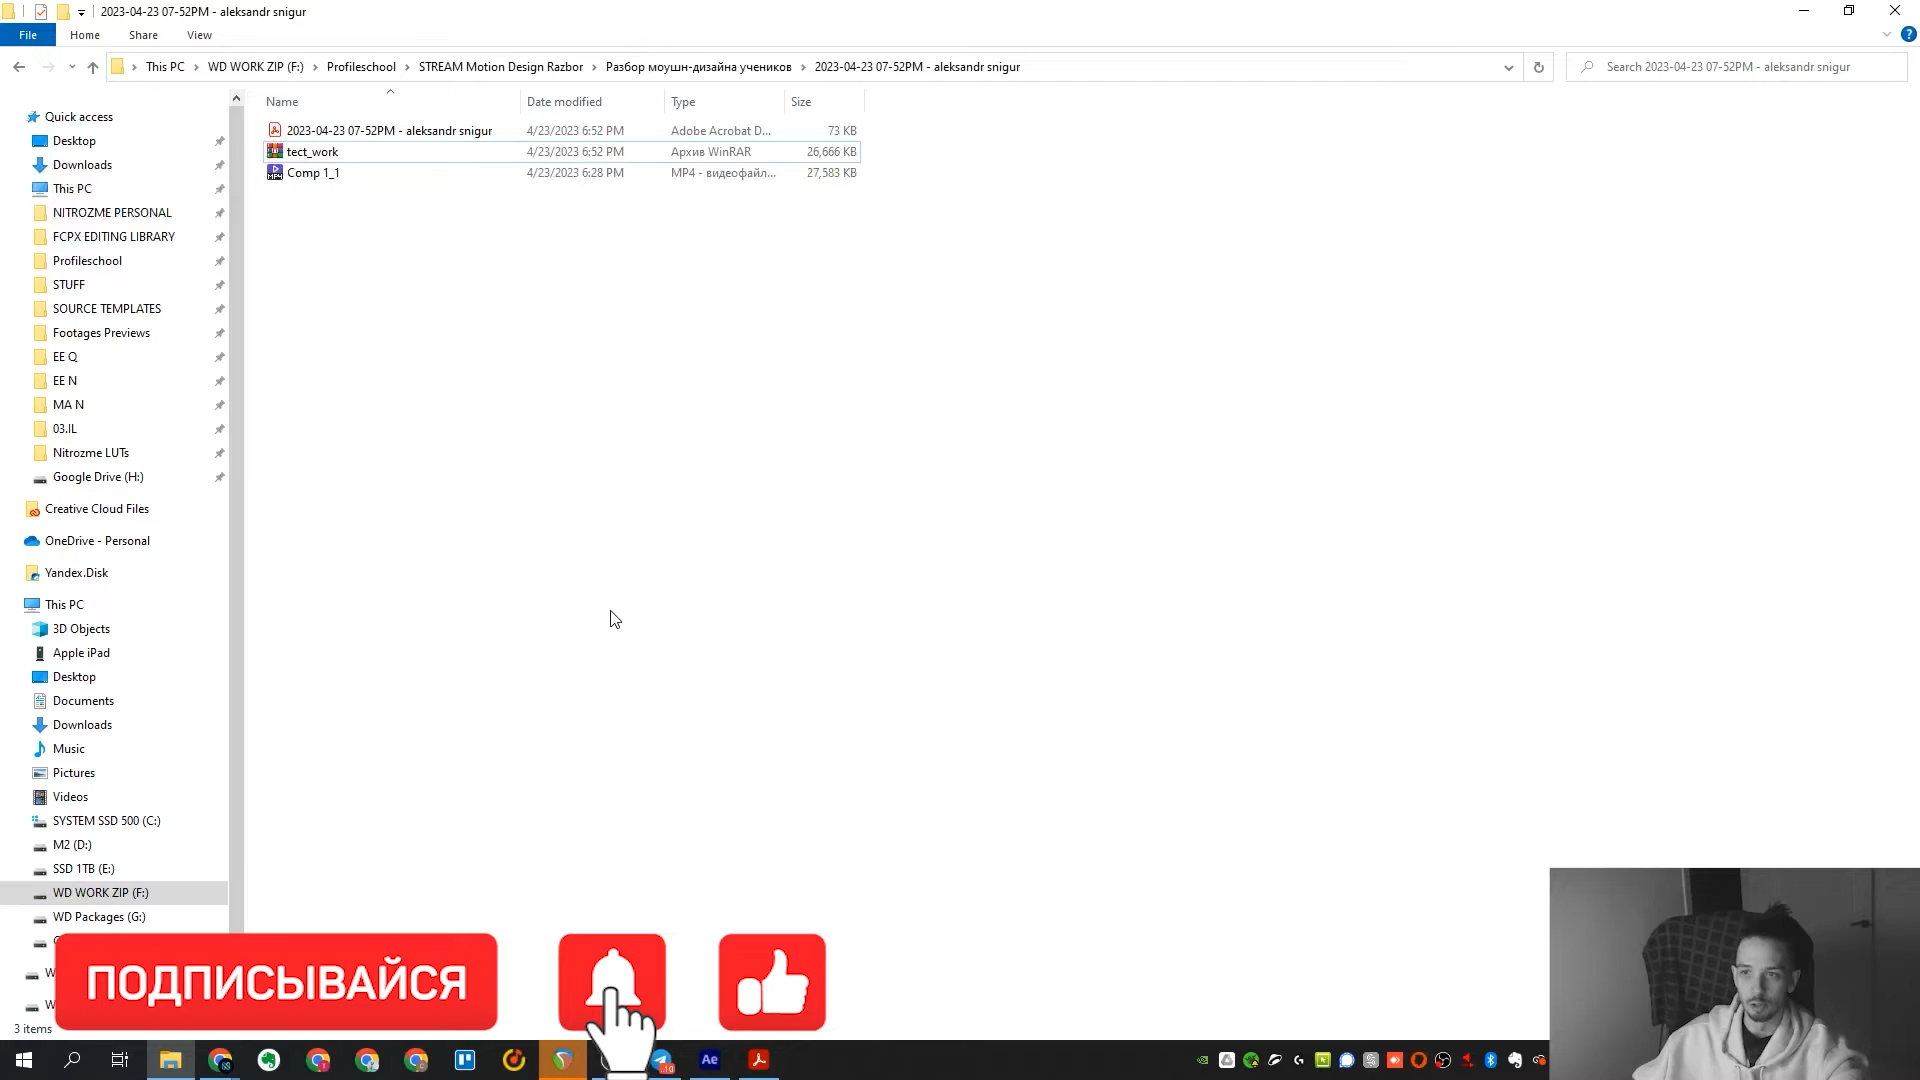 2023-04-23 07-52PM - aleksandr snigur
File Home Share View
This PC WD WORK ZIP (F:) Profileschool STREAM Motion Design Razbor Разбор моушн-дизайна учеников 2023-04-23 07-52PM - aleksandr snigur
Search 2023-04-23 07-52PM - aleksandr snigur
Name Date modified Type Size
2023-04-23 07-52PM - aleksandr snigur 4/23/2023 6:52 PM Adobe Acrobat D... 73 KB
tect_work 4/23/2023 6:52 PM Архив WinRAR 26,666 KB
Comp 1_1 4/23/2023 6:28 PM MP4 - видеофайл... 27,583 KB
Quick access
Desktop
Downloads
This PC
NITROZME PERSONAL
FCPX EDITING LIBRARY
Profileschool
STUFF
SOURCE TEMPLATES
Footages Previews
EE Q
EE N
MA N
03.IL
Nitrozme LUTs
Google Drive (H:)
Creative Cloud Files
OneDrive - Personal
Yandex.Disk
This PC
3D Objects
Apple iPad
Desktop
Documents
Downloads
Music
Pictures
Videos
SYSTEM SSD 500 (C:)
M2 (D:)
SSD 1TB (E:)
WD WORK ZIP (F:)
WD Packages (G:)
ПОДПИСЫВАЙСЯ
3 items
Ae